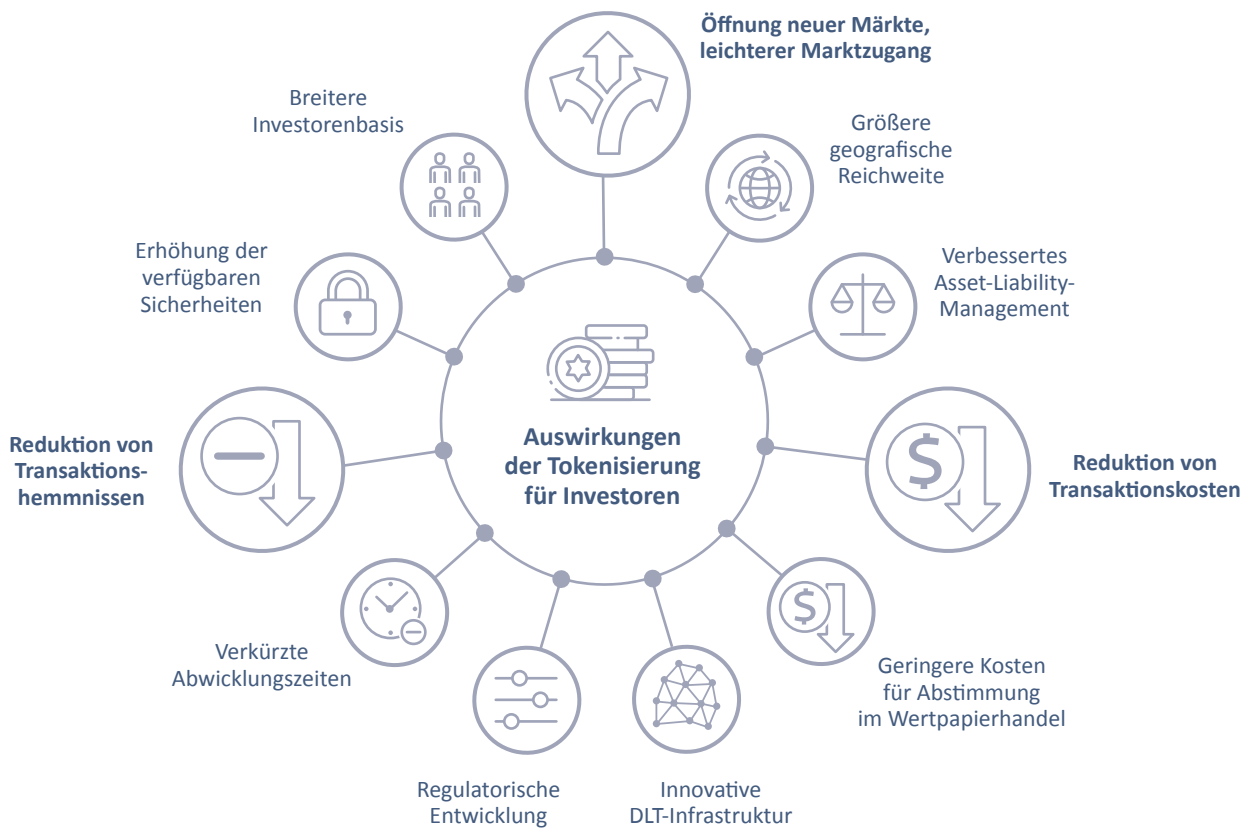 Öffnung neuer Märkte,
leichterer Marktzugang
Größere
geografische
Reichweite
Verbessertes
Asset-Liability-
Management
Reduktion von
Transaktionskosten
Geringere Kosten
für Abstimmung
im Wertpapierhandel
Innovative
DLT-Infrastruktur
Regulatorische
Entwicklung
Verkürzte
Abwicklungszeiten
Reduktion von
Transaktions-
hemmnissen
Erhöhung der
verfügbaren
Sicherheiten
Breitere
Investorenbasis
Auswirkungen
der Tokenisierung
für Investoren
$
$